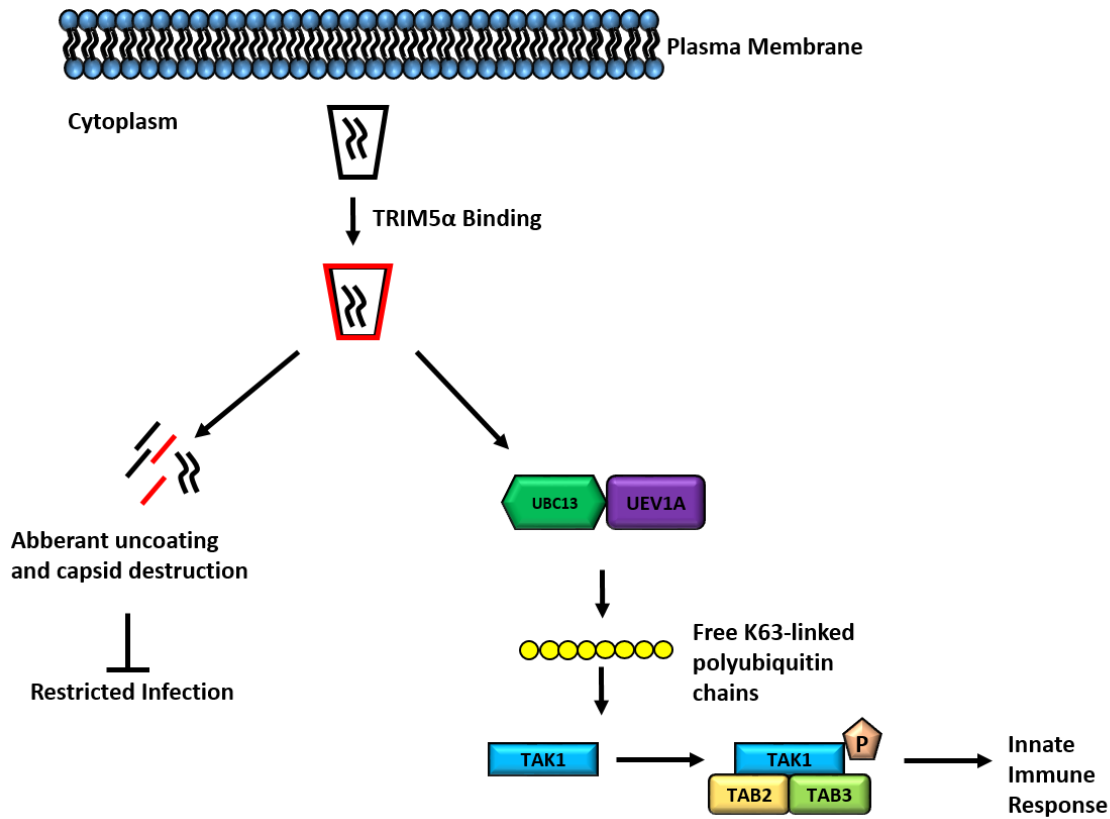 Plasma Membrane
Cytoplasm
TRIM5α Binding
UBC13
UEV1A
Abberant uncoating
and capsid destruction
Free K63-linked
polyubiquitin
chains
Restricted Infection
TAK1
TAK1
P
TAB2
TAB3
Innate
Immune
Response